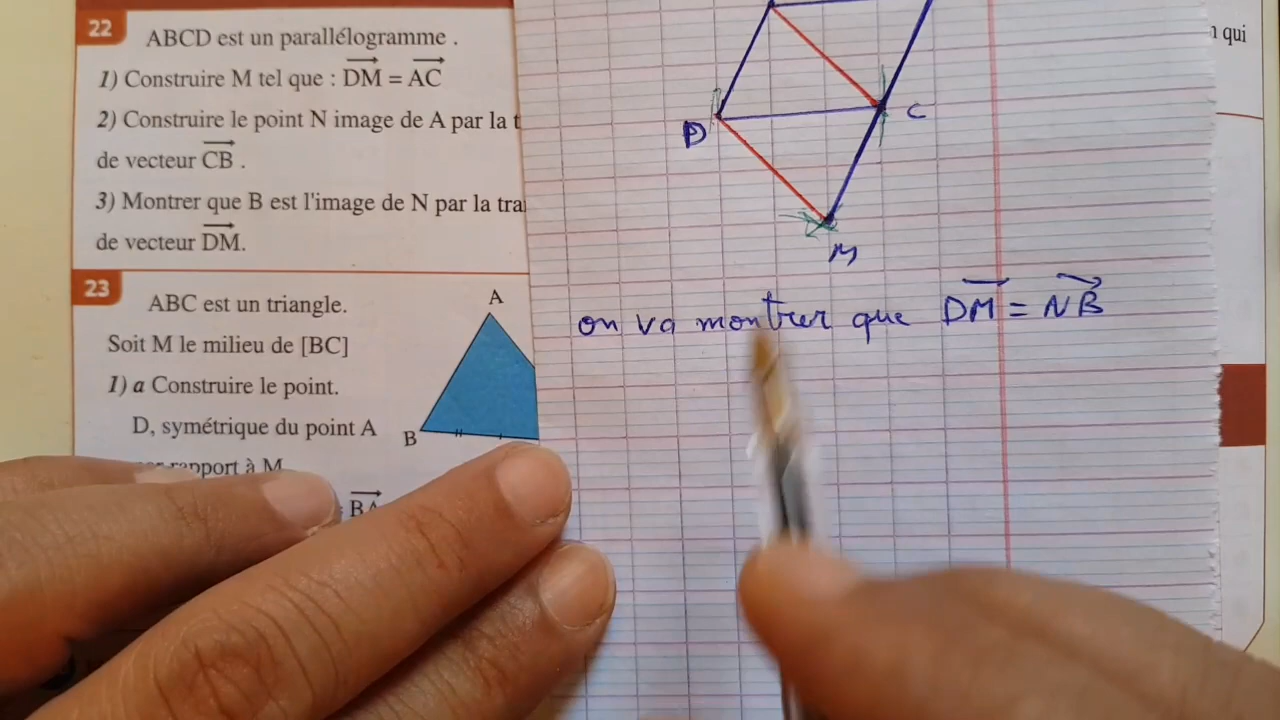 22
ABCD est un parallélogramme .
1) Construire M tel que : DM = AC
2) Construire le point N image de A par la t
de vecteur CB .
3) Montrer que B est l'image de N par la tra
de vecteur DM.
23
ABC est un triangle.
Soit M le milieu de [BC]
1) a Construire le point.
D, symétrique du point A
rapport à M
BA
A
B
D
C
M
on va montrer que DM = NB
qui